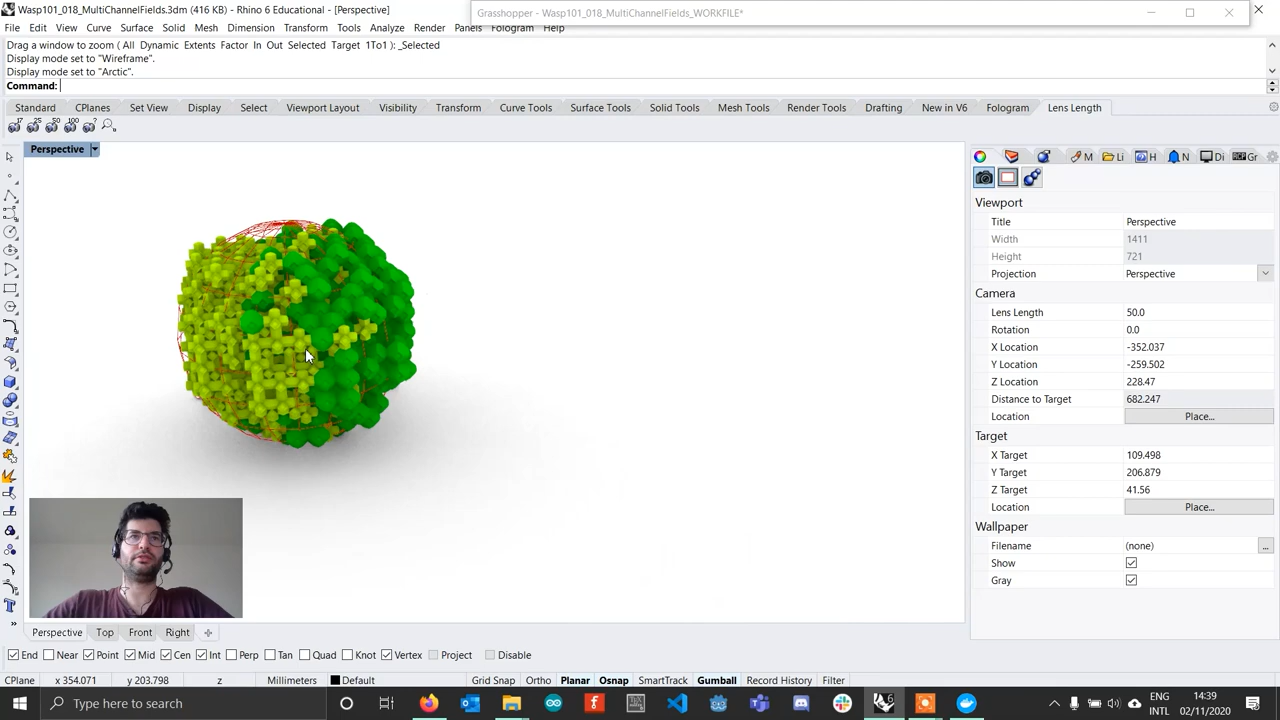 Wasp101_018_MultiChannelFields.3dm (416 KB) - Rhino 6 Educational - [Perspective]
Grasshopper - Wasp101_018_MultiChannelFields_WORKFILE*
File Edit View Curve Surface Solid Mesh Dimension Transform Tools Analyze Render Panels Fologram Help
Drag a window to zoom ( All Dynamic Extents Factor In Out Selected Target 1To1 ): _Selected
Display mode set to "Wireframe".
Display mode set to "Arctic".
Command:
Standard CPlanes Set View Display Select Viewport Layout Visibility Transform Curve Tools Surface Tools Solid Tools Mesh Tools Render Tools Drafting New in V6 Fologram Lens Length
17 25 50 100 ?
Perspective
M Li H N Di Gr
Viewport
Title Perspective
Width 1411
Height 721
Projection Perspective
Camera
Lens Length 50.0
Rotation 0.0
X Location -352.037
Y Location -259.502
Z Location 228.47
Distance to Target 682.247
Location Place...
Target
X Target 109.498
Y Target 206.879
Z Target 41.56
Location Place...
Wallpaper
Filename (none) ...
Show
Gray
Perspective Top Front Right
End Near Point Mid Cen Int Perp Tan Quad Knot Vertex Project Disable
CPlane x 354.071 y 203.798 z Millimeters Default Grid Snap Ortho Planar Osnap SmartTrack Gumball Record History Filter
Type here to search
ENG
14:39
02/11/2020